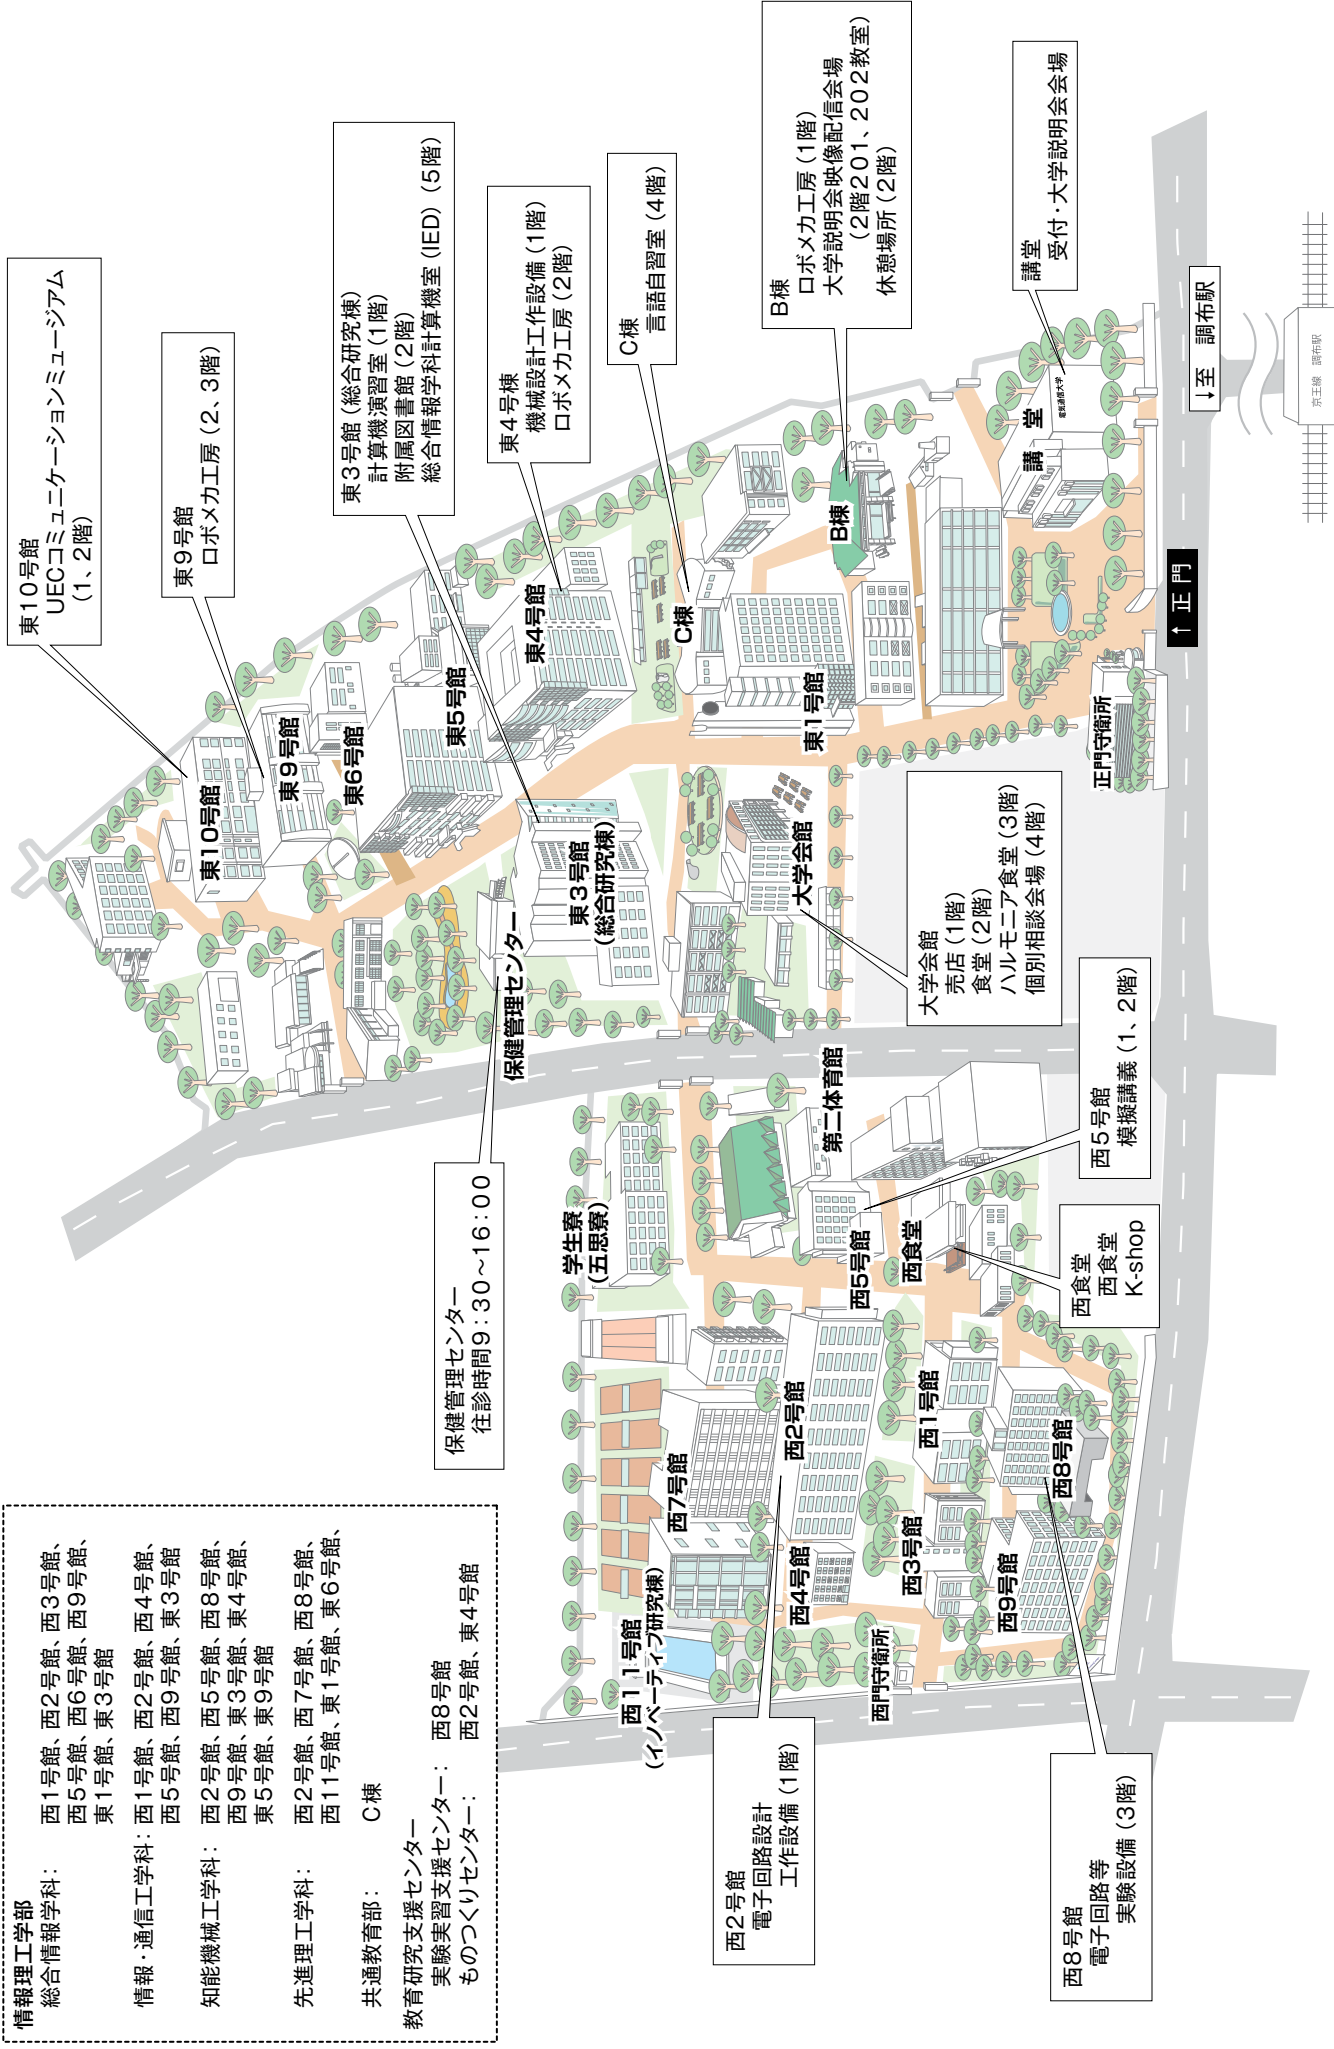 情報理工学部
総合情報学科： 西1号館、西2号館、西3号館、
西5号館、西6号館、西9号館、
東1号館、東3号館
情報・通信工学科： 西1号館、西2号館、西4号館、
西5号館、西9号館、東3号館
知能機械工学科： 西2号館、西5号館、西8号館、
西9号館、東3号館、東4号館、
東5号館、東9号館
先進理工学科： 西2号館、西7号館、西8号館、
西11号館、東1号館、東6号館、
共通教育部： C棟
教育研究支援センター
実験実習支援センター： 西8号館
ものつくりセンター： 西2号館、東4号館
東10号館
UECコミュニケーションミュージアム
（1、2階）
東9号館
ロボメカ工房（2、3階）
東3号館（総合研究棟）
計算機演習室（1階）
附属図書館（2階）
総合情報学科計算機室（IED）（5階）
東4号棟
機械設計工作設備（1階）
ロボメカ工房（2階）
C棟
言語自習室（4階）
B棟
ロボメカ工房（1階）
大学説明会映像配信会場
（2階201、202教室）
休憩場所（2階）
講堂
受付・大学説明会会場
保健管理センター
往診時間9：30～16：00
大学会館
売店（1階）
食堂（2階）
ハルモニア食堂（3階）
個別相談会場（4階）
西5号館
模擬講義（1、2階）
西食堂
西食堂
K-shop
西2号館
電子回路設計
工作設備（1階）
西8号館
電子回路等
実験設備（3階）
東10号館
東9号館
東6号館
東5号館
東4号館
東3号館
（総合研究棟）
保健管理センター
C棟
東1号館
B棟
講堂
電気通信大学
大学会館
正門守衛所
↑正門
↓至 調布駅
京王線 調布駅
学生寮
（五思寮）
第二体育館
西5号館
西食堂
西7号館
西2号館
西1号館
西8号館
西11号館
（イノベーティブ研究棟）
西4号館
西3号館
西9号館
西門守衛所